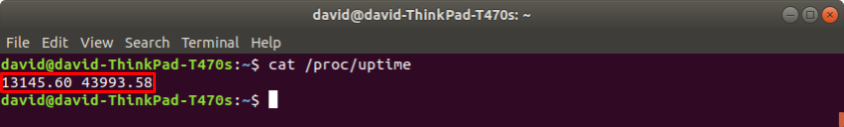 david@david-ThinkPad-T470s: ~
File Edit View Search Terminal Help
david@david-ThinkPad-T470s:~$ cat /proc/uptime
13145.60 43993.58
david@david-ThinkPad-T470s:~$